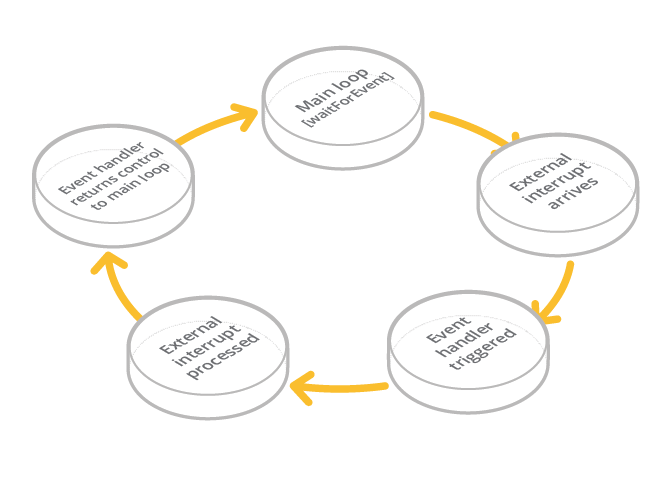 Main loop
[waitForEvent]
External
interrupt
arrives
Event
handler
triggered
External
interrupt
processed
Event handler
returns control
to main loop